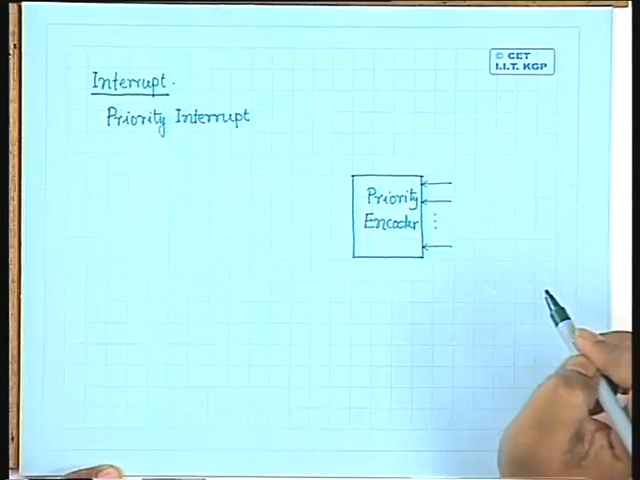 © CET
I.I.T. KGP
Interrupt.
Priority Interrupt
Priority
Encoder